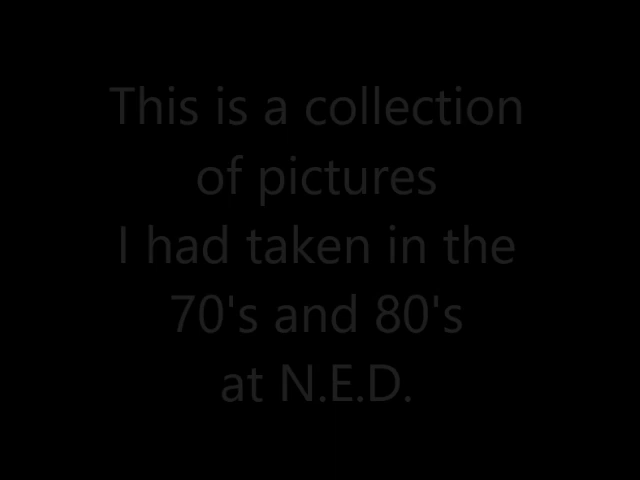 This is a collection
of pictures
I had taken in the
70's and 80's
at N.E.D.